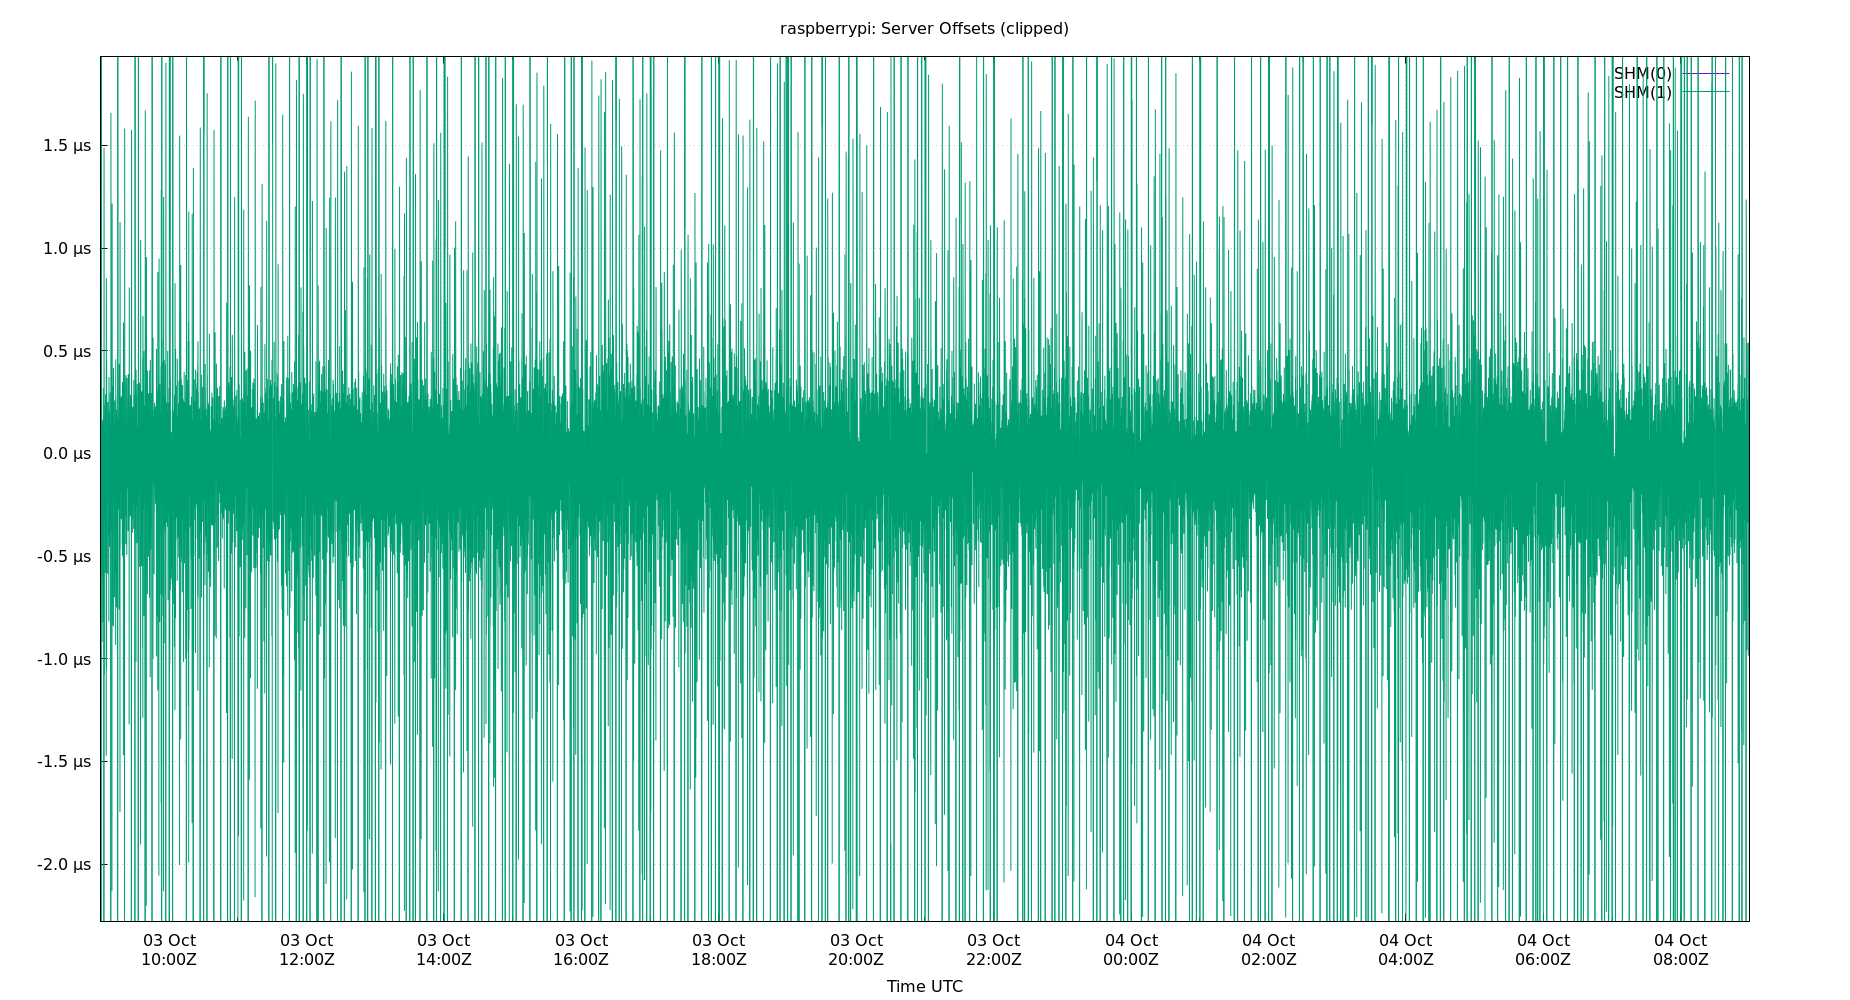 raspberrypi: Server Offsets (clipped)
SHM(0)
SHM(1)
1.5 µs
1.0 µs
0.5 µs
0.0 µs
-0.5 µs
-1.0 µs
-1.5 µs
-2.0 µs
03 Oct 03 Oct 03 Oct 03 Oct 03 Oct 03 Oct 03 Oct 04 Oct 04 Oct 04 Oct 04 Oct 04 Oct
10:00Z 12:00Z 14:00Z 16:00Z 18:00Z 20:00Z 22:00Z 00:00Z 02:00Z 04:00Z 06:00Z 08:00Z
Time UTC